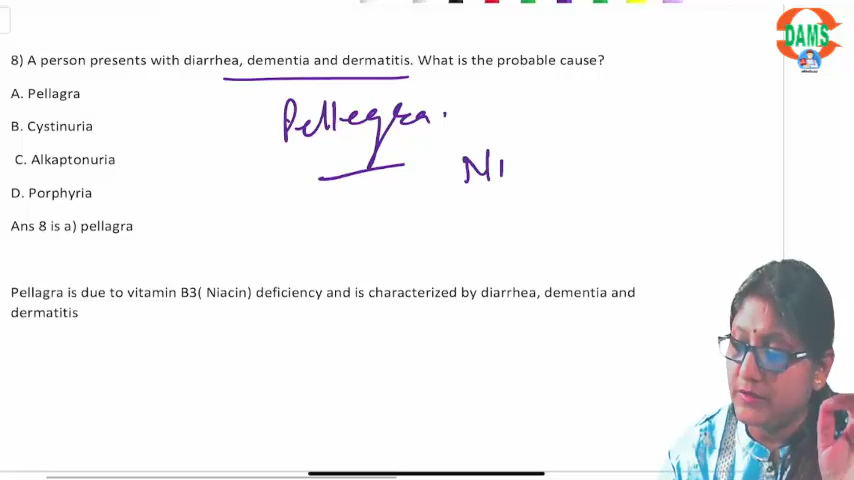 DAMS
8) A person presents with diarrhea, dementia and dermatitis. What is the probable cause?
A. Pellagra
Pellegra.
B. Cystinuria
C. Alkaptonuria
NI
D. Porphyria
Ans 8 is a) pellagra
Pellagra is due to vitamin B3( Niacin) deficiency and is characterized by diarrhea, dementia and
dermatitis